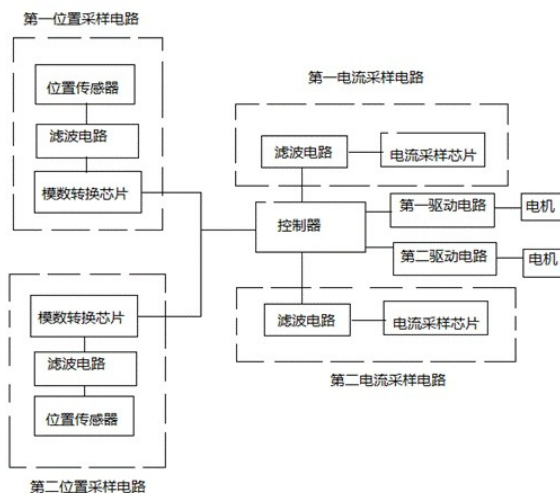 第一位置采样电路
位置传感器
滤波电路
模数转换芯片
第一电流采样电路
滤波电路
电流采样芯片
控制器
第一驱动电路
电机
第二驱动电路
电机
模数转换芯片
滤波电路
位置传感器
第二位置采样电路
滤波电路
电流采样芯片
第二电流采样电路